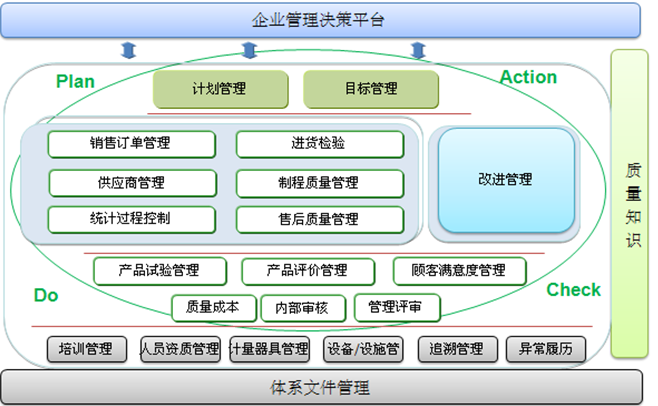 企业管理决策平台
Plan
Action
计划管理
目标管理
销售订单管理
进货检验
供应商管理
制程质量管理
改进管理
统计过程控制
售后质量管理
质量知识
产品试验管理
产品评价管理
顾客满意度管理
Do
Check
质量成本
内部审核
管理评审
培训管理
人员资质管理
计量器具管理
设备/设施管
追溯管理
异常履历
体系文件管理